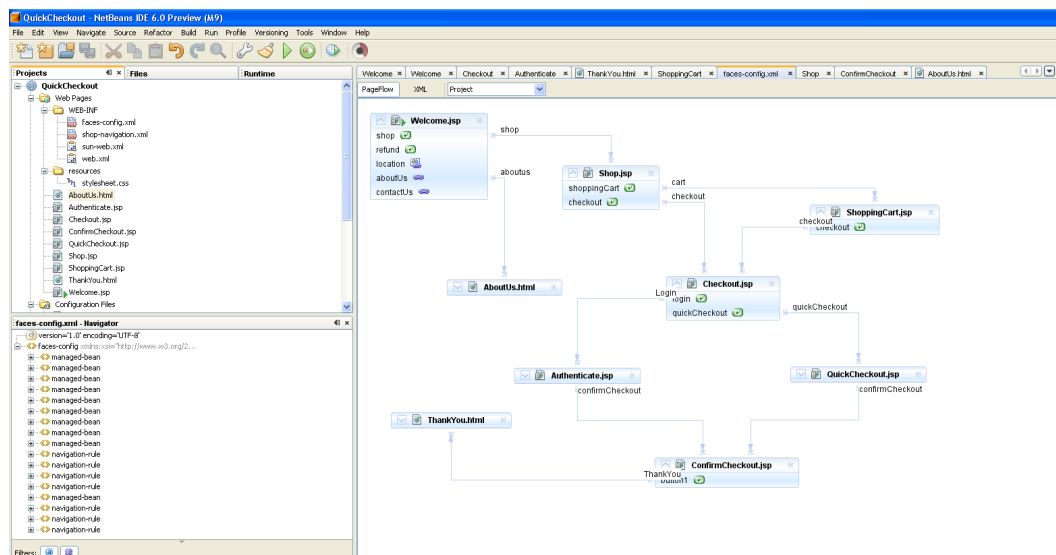 QuickCheckout - NetBeans IDE 6.0 Preview (M9)
File Edit View Navigate Source Refactor Build Run Profile Versioning Tools Window Help
Projects Files Runtime
QuickCheckout
Web Pages
WEB-INF
faces-config.xml
shop-navigation.xml
sun-web.xml
web.xml
resources
stylesheet.css
AboutUs.html
Authenticate.jsp
Checkout.jsp
ConfirmCheckout.jsp
QuickCheckout.jsp
Shop.jsp
ShoppingCart.jsp
ThankYou.html
Welcome.jsp
Configuration Files
faces-config.xml - Navigator
version='1.0' encoding='UTF-8'
faces-config xmlns:xsi="http://www.w3.org/2...
managed-bean
managed-bean
managed-bean
managed-bean
managed-bean
managed-bean
managed-bean
managed-bean
managed-bean
navigation-rule
navigation-rule
navigation-rule
navigation-rule
managed-bean
navigation-rule
navigation-rule
navigation-rule
Filters:
Welcome Welcome Checkout Authenticate ThankYou.html ShoppingCart faces-config.xml Shop ConfirmCheckout AboutUs.html
PageFlow XML Project
Welcome.jsp
shop
refund
location
aboutUs
contactUs
shop
aboutus
Shop.jsp
shoppingCart
checkout
cart
checkout
ShoppingCart.jsp
checkout
checkout
AboutUs.html
Checkout.jsp
Login
login
quickCheckout
quickCheckout
Authenticate.jsp
confirmCheckout
QuickCheckout.jsp
confirmCheckout
ThankYou.html
ConfirmCheckout.jsp
ThankYou
button1